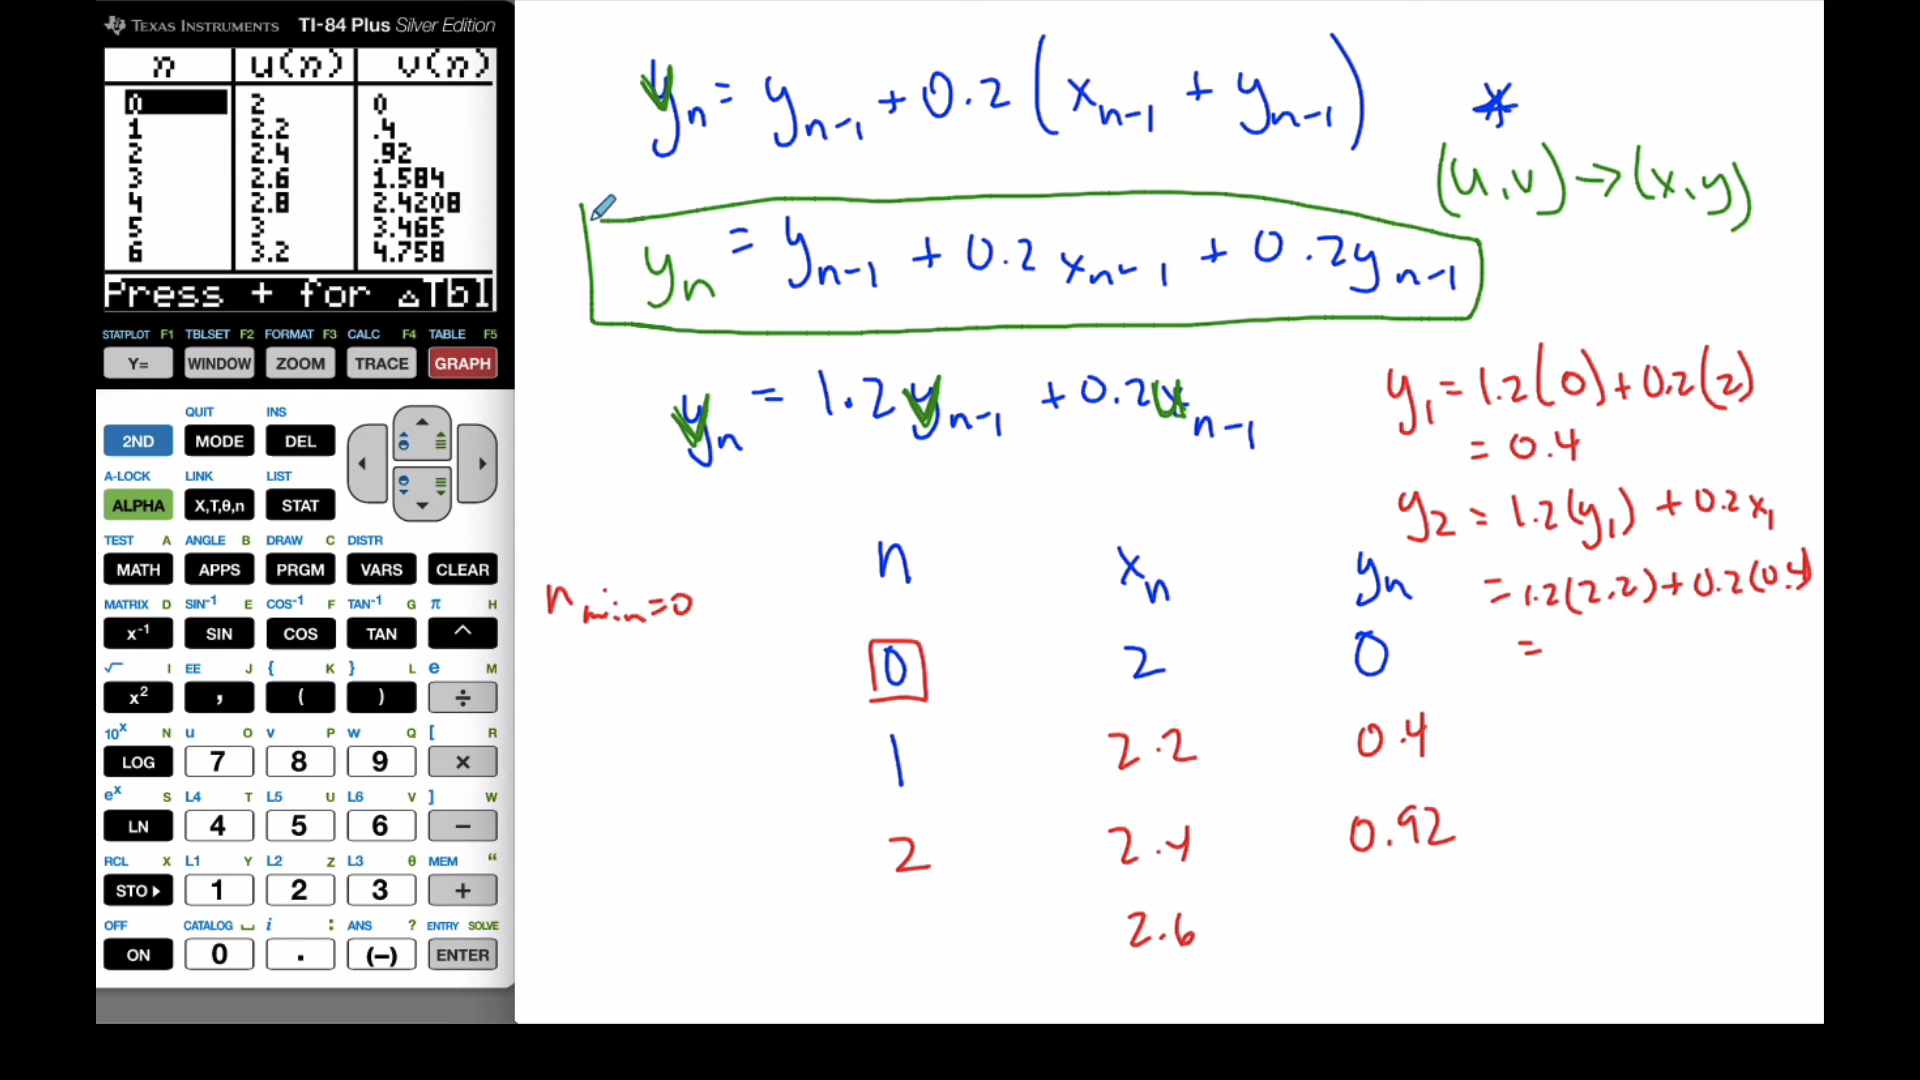 TEXAS INSTRUMENTS TI-84 Plus Silver Edition
n u(n) v(n)
0 2 0
1 2.2 .4
2 2.4 .92
3 2.6 1.584
4 2.8 2.4208
5 3 3.465
6 3.2 4.758
Press + for △Tbl
STATPLOT F1 TBLSET F2 FORMAT F3 CALC F4 TABLE F5
Y= WINDOW ZOOM TRACE GRAPH
QUIT INS
2ND MODE DEL
A-LOCK LINK LIST
ALPHA X,T,θ,n STAT
TEST A ANGLE B DRAW C DISTR
MATH APPS PRGM VARS CLEAR
MATRIX D SIN⁻¹ E COS⁻¹ F TAN⁻¹ G π H
x⁻¹ SIN COS TAN ^
√ I EE J { K } L e M
x² , ( ) ÷
10ˣ N u O v P w Q [ R
LOG 7 8 9 ×
eˣ S L4 T L5 U L6 V ] W
LN 4 5 6 −
RCL X L1 Y L2 Z L3 θ MEM "
STO▶ 1 2 3 +
OFF CATALOG ⎵ i : ANS ? ENTRY SOLVE
ON 0 . (−) ENTER
yₙ = yₙ₋₁ + 0.2 (xₙ₋₁ + yₙ₋₁) *
(u,v) → (x,y)
yₙ = yₙ₋₁ + 0.2 xₙ₋₁ + 0.2yₙ₋₁
yₙ = 1.2yₙ₋₁ + 0.2xₙ₋₁
y₁ = 1.2(0) + 0.2(2)
= 0.4
y₂ = 1.2(y₁) + 0.2x₁
= 1.2(2.2) + 0.2(0.4)
=
n xₙ yₙ
n min = 0
0 2 0
1 2.2 0.4
2 2.4 0.92
2.6